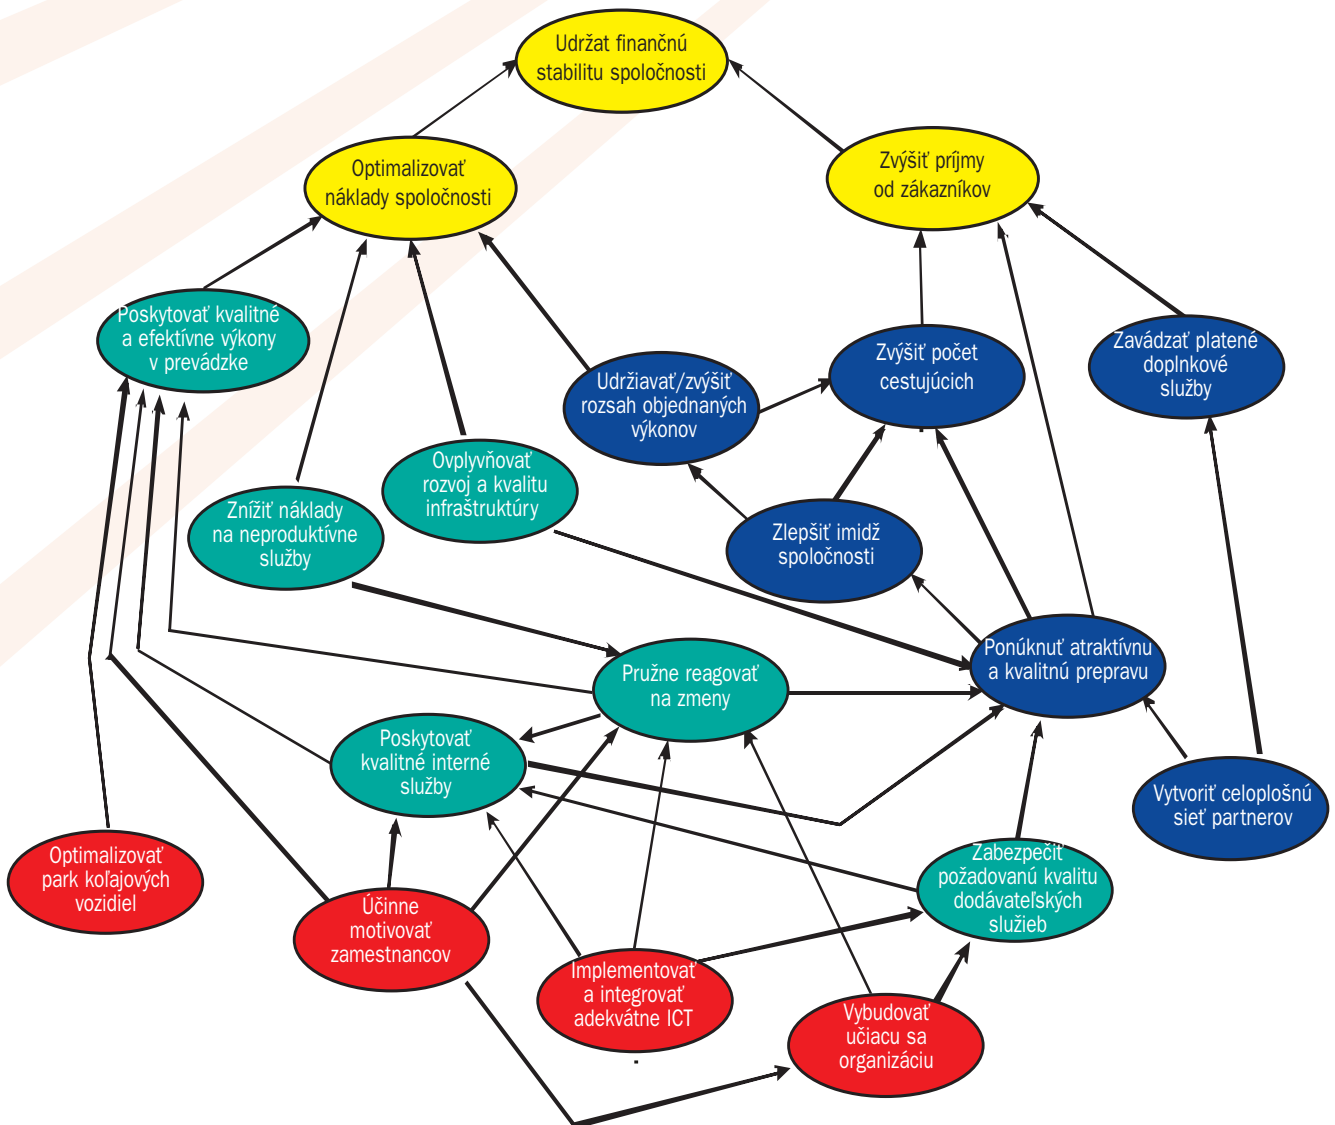 Udržat finančnú
stabilitu spoločnosti
Optimalizovať
náklady spoločnosti
Zvýšiť príjmy
od zákazníkov
Poskytovať kvalitné
a efektívne výkony
v prevádzke
Udržiavať/zvýšiť
rozsah objednaných
výkonov
Zvýšiť počet
cestujúcich
Zavádzať platené
doplnkové
služby
Ovplyvňovať
rozvoj a kvalitu
infraštruktúry
Znížiť náklady
na neproduktívne
služby
Zlepšiť imidž
spoločnosti
Ponúknuť atraktívnu
a kvalitnú prepravu
Pružne reagovať
na zmeny
Poskytovať
kvalitné interné
služby
Vytvoriť celoplošnú
sieť partnerov
Optimalizovať
park koľajových
vozidiel
Zabezpečiť
požadovanú kvalitu
dodávateľských
služieb
Účinne
motivovať
zamestnancov
Implementovať
a integrovať
adekvátne ICT
Vybudovať
učiacu sa
organizáciu